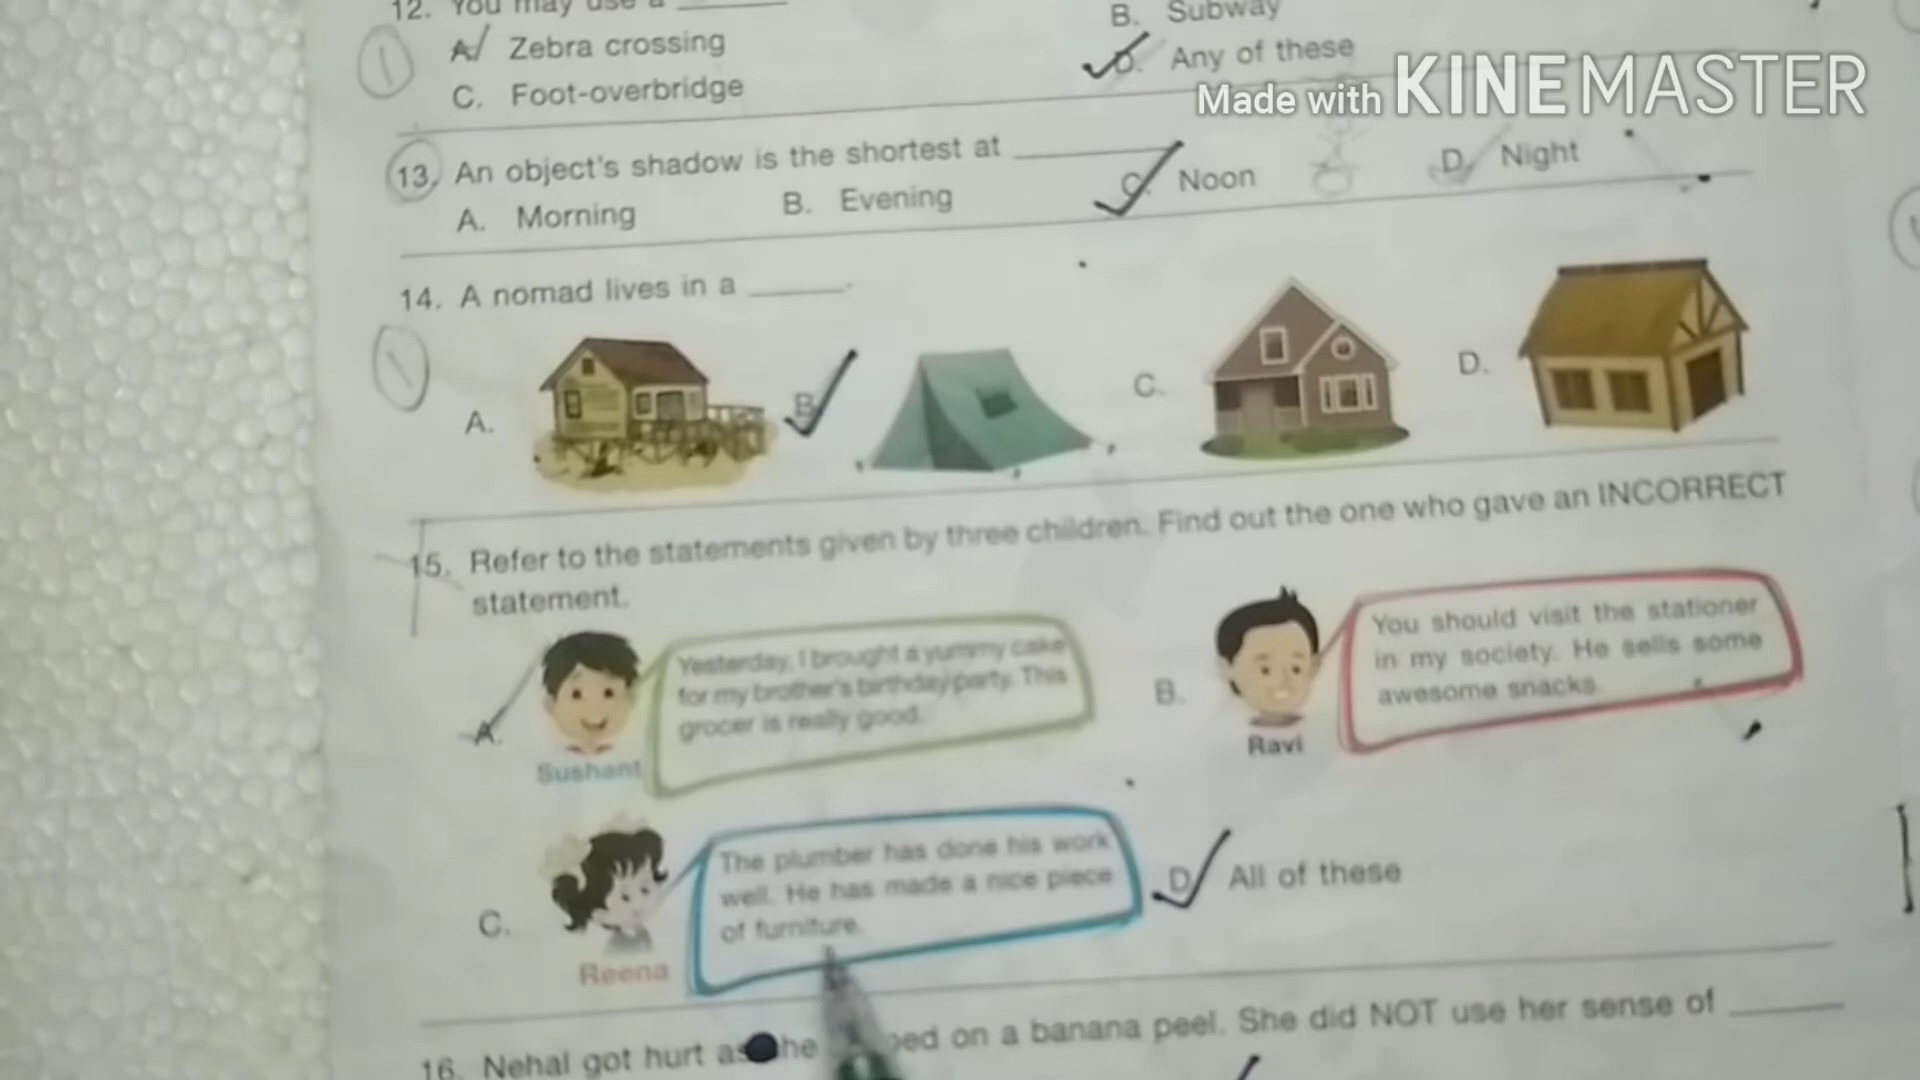 12. You may use a ______
A. Zebra crossing
B. Subway
C. Foot-overbridge
D. Any of these
Made with KINEMASTER
13. An object's shadow is the shortest at ______
A. Morning B. Evening C. Noon D. Night
14. A nomad lives in a ______.
A. B. C. D.
15. Refer to the statements given by three children. Find out the one who gave an INCORRECT
statement.
A.
Yesterday, I brought a yummy cake
for my brother's birthday party. This
grocer is really good.
Sushant
B.
You should visit the stationer
in my society. He sells some
awesome snacks.
Ravi
C.
The plumber has done his work
well. He has made a nice piece
of furniture.
Reena
D. All of these
16. Nehal got hurt as she on a banana peel. She did NOT use her sense of ______